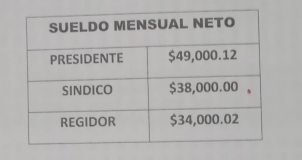 SUELDO MENSUAL NETO
PRESIDENTE $49,000.12
SINDICO $38,000.00
REGIDOR $34,000.02